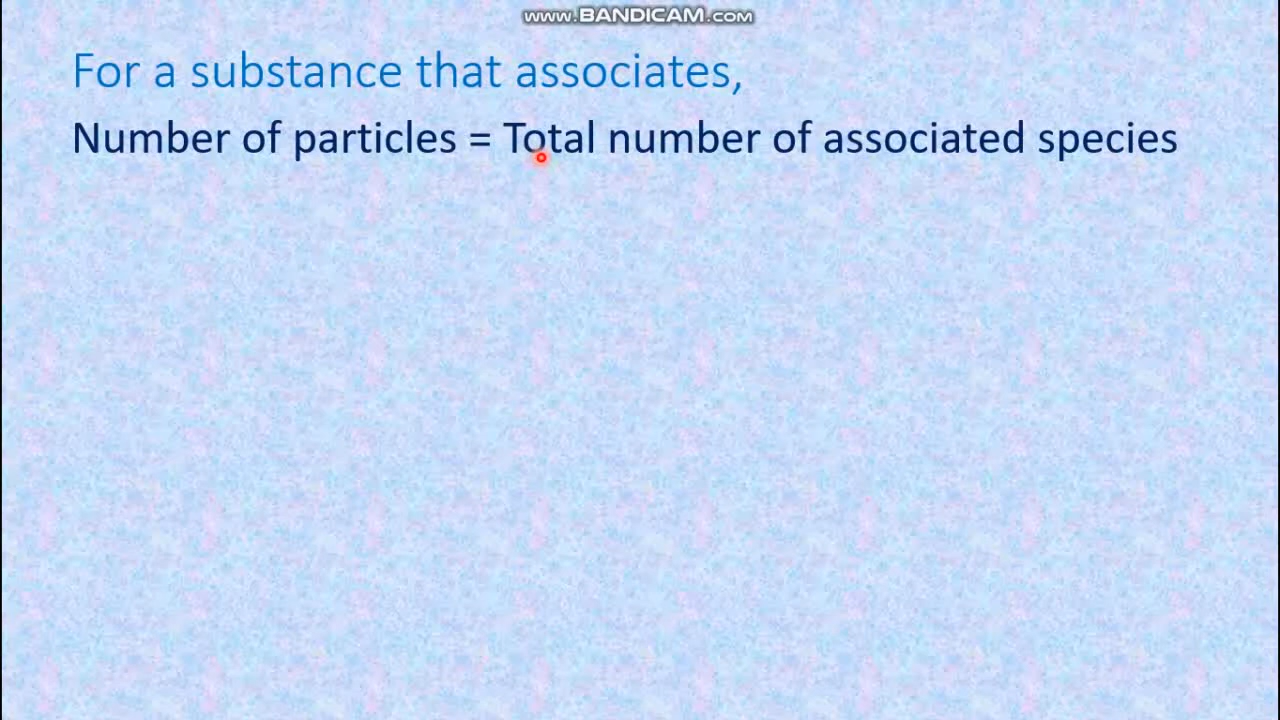 www.BANDICAM.com
For a substance that associates,
Number of particles = Total number of associated species